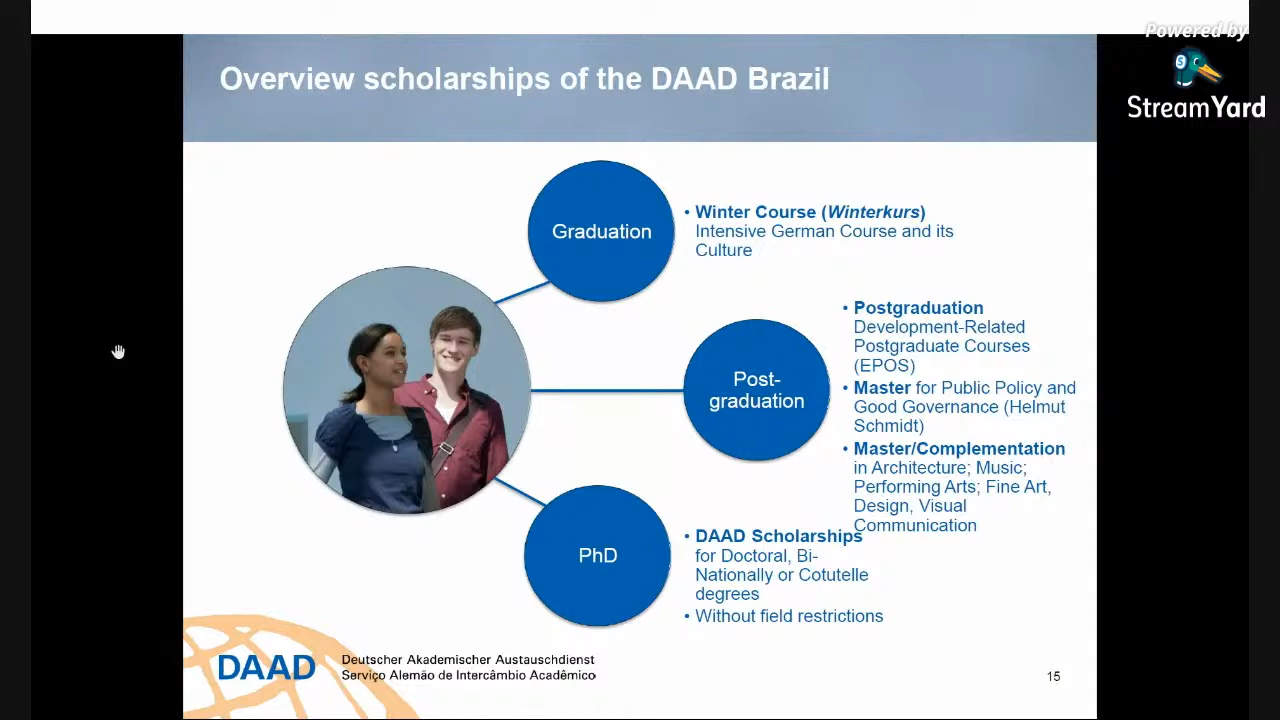 Powered by
StreamYard
Overview scholarships of the DAAD Brazil
Graduation
• Winter Course (Winterkurs)
Intensive German Course and its
Culture
Post-
graduation
• Postgraduation
Development-Related
Postgraduate Courses
(EPOS)
• Master for Public Policy and
Good Governance (Helmut
Schmidt)
• Master/Complementation
in Architecture; Music;
Performing Arts; Fine Art,
Design, Visual
Communication
PhD
• DAAD Scholarships
for Doctoral, Bi-
Nationally or Cotutelle
degrees
• Without field restrictions
DAAD
Deutscher Akademischer Austauschdienst
Serviço Alemão de Intercâmbio Acadêmico
15